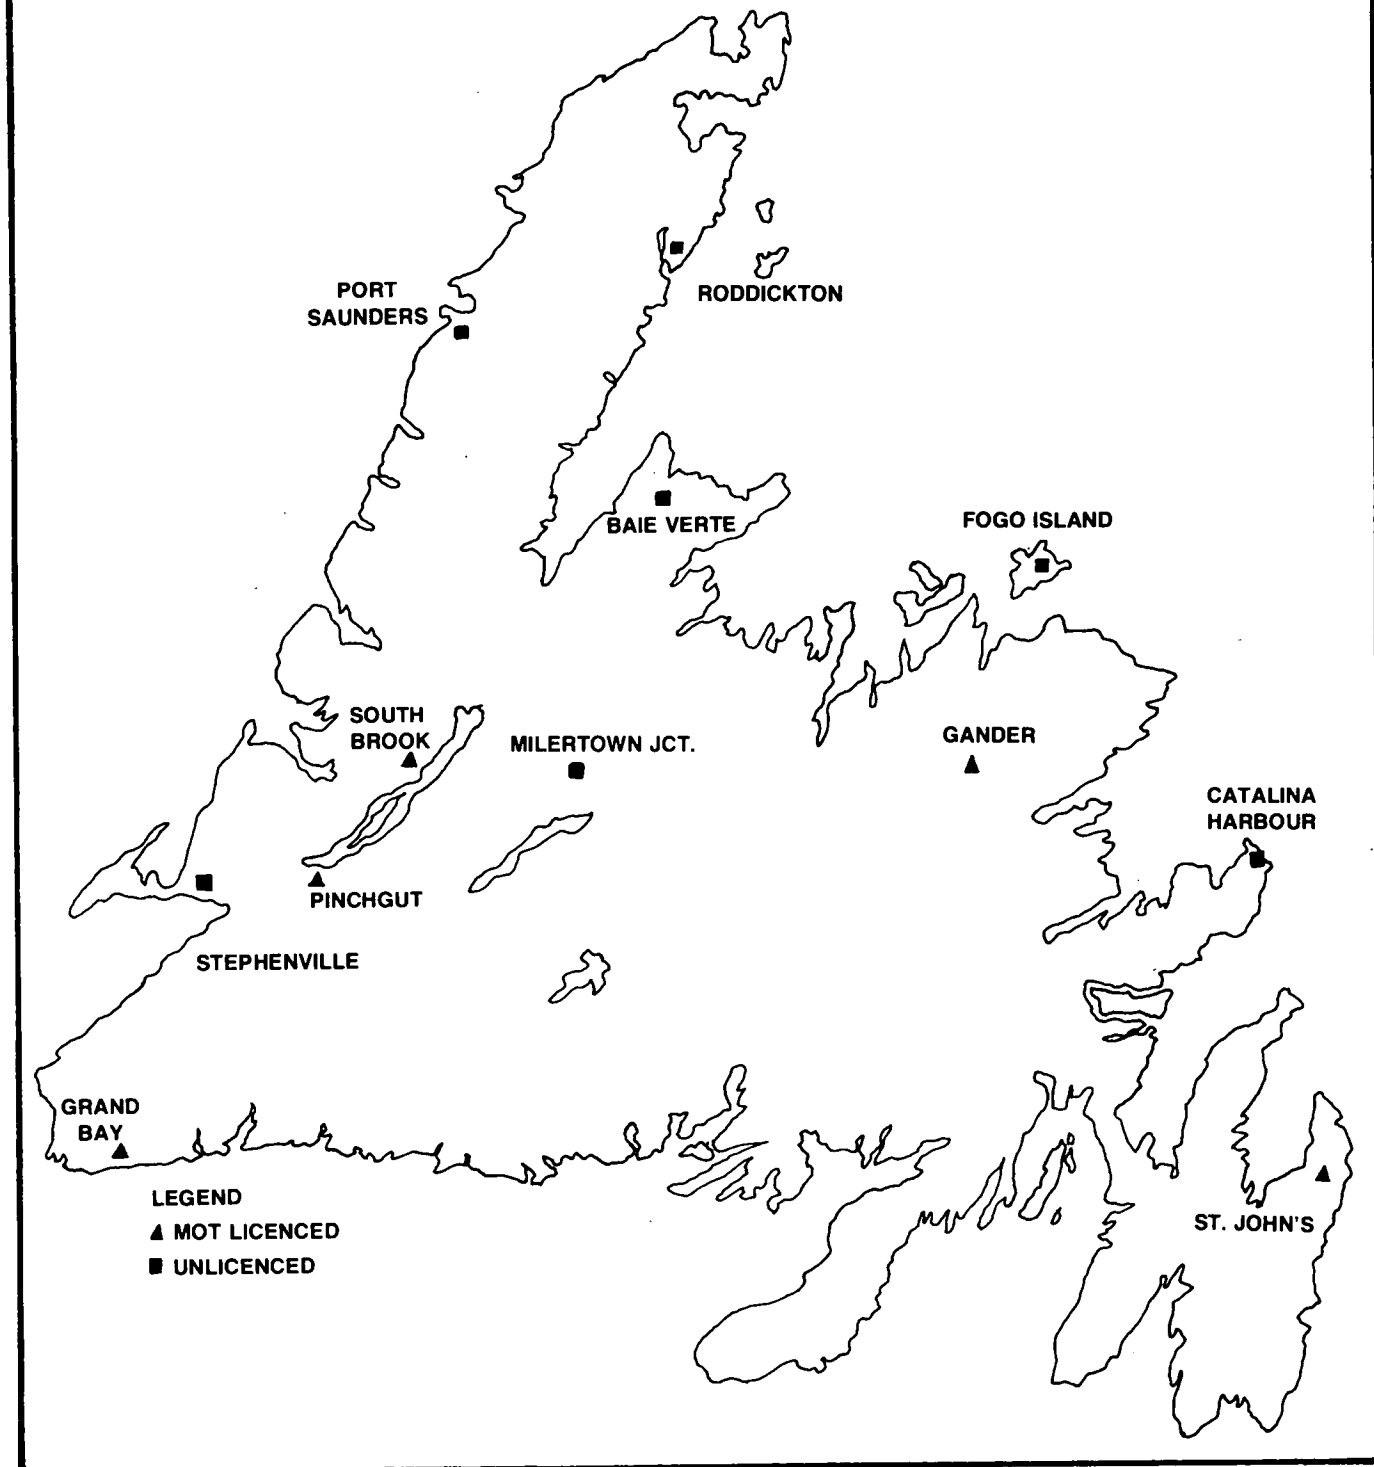 RODDICKTON
PORT
SAUNDERS
BAIE VERTE
FOGO ISLAND
SOUTH
BROOK
MILERTOWN JCT.
GANDER
CATALINA
HARBOUR
PINCHGUT
STEPHENVILLE
GRAND
BAY
LEGEND
MOT LICENCED
UNLICENCED
ST. JOHN'S